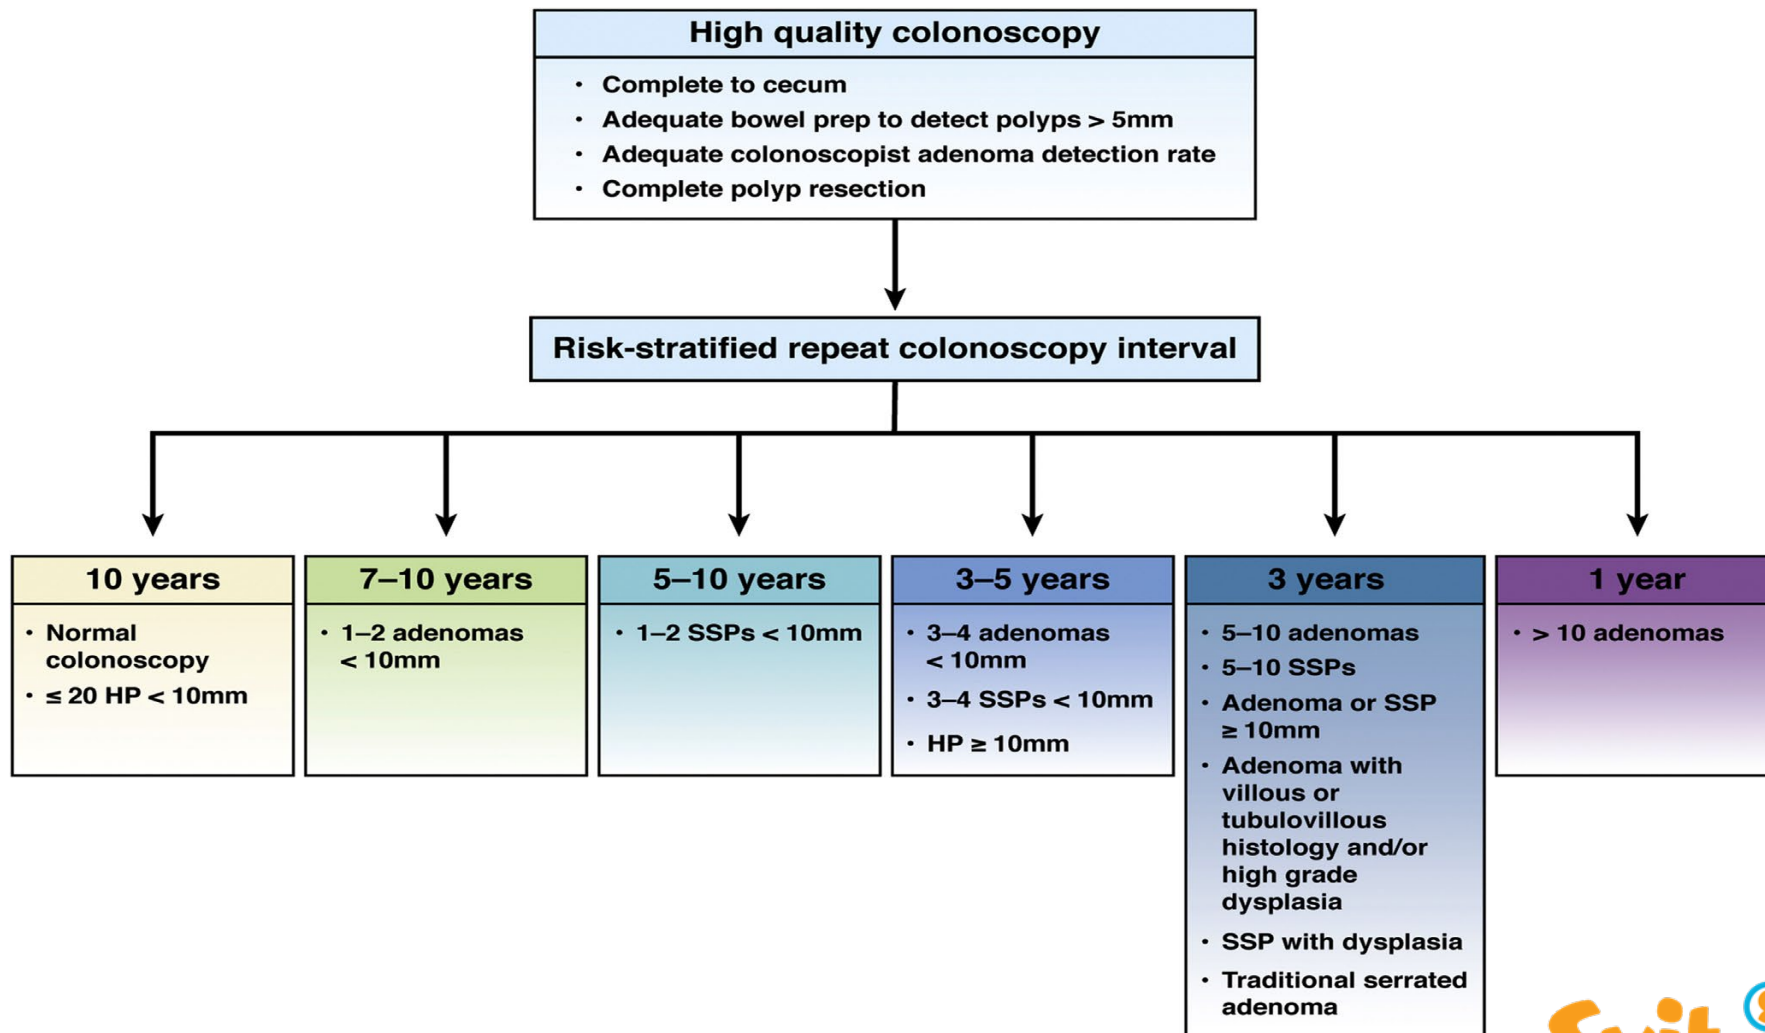 High quality colonoscopy
· Complete to cecum
· Adequate bowel prep to detect polyps > 5mm
· Adequate colonoscopist adenoma detection rate
· Complete polyp resection
Risk-stratified repeat colonoscopy interval
10 years
· Normal
colonoscopy
· ≤ 20 HP < 10mm
7–10 years
· 1–2 adenomas
< 10mm
5–10 years
· 1–2 SSPs < 10mm
3–5 years
· 3–4 adenomas
< 10mm
· 3–4 SSPs < 10mm
· HP ≥ 10mm
3 years
· 5–10 adenomas
· 5–10 SSPs
· Adenoma or SSP
≥ 10mm
· Adenoma with
villous or
tubulovillous
histology and/or
high grade
dysplasia
· SSP with dysplasia
· Traditional serrated
adenoma
1 year
· > 10 adenomas